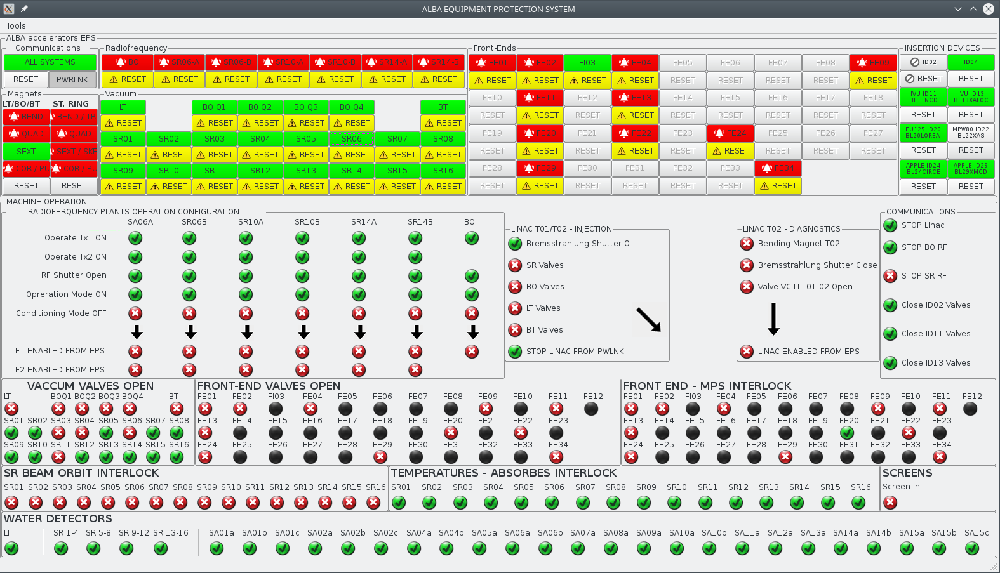 ALBA EQUIPMENT PROTECTION SYSTEM
Tools
ALBA accelerators EPS
Communications
ALL SYSTEMS
RESET PWRLNK
Radiofrequency
BO SR06-A SR06-B SR10-A SR10-B SR14-A SR14-B
RESET RESET RESET RESET RESET RESET RESET
Magnets
LT/BO/BT ST. RING
BEND BEND / TR
QUAD QUAD
SEXT SEXT / SKE
COR / PU COR / PU
RESET RESET
Vacuum
LT BO Q1 BO Q2 BO Q3 BO Q4 BT
RESET RESET RESET RESET RESET RESET
SR01 SR02 SR03 SR04 SR05 SR06 SR07 SR08
RESET RESET RESET RESET RESET RESET RESET RESET
SR09 SR10 SR11 SR12 SR13 SR14 SR15 SR16
RESET RESET RESET RESET RESET RESET RESET RESET
Front-Ends
FE01 FE02 FI03 FE04 FE05 FE06 FE07 FE08 FE09
RESET RESET RESET RESET RESET RESET RESET RESET RESET
FE10 FE11 FE12 FE13 FE14 FE15 FE16 FE17 FE18
RESET RESET RESET RESET RESET RESET RESET RESET RESET
FE19 FE20 FE21 FE22 FE23 FE24 FE25 FE26 FE27
RESET RESET RESET RESET RESET RESET RESET RESET RESET
FE28 FE29 FE30 FE31 FE32 FE33 FE34
RESET RESET RESET RESET RESET RESET RESET
INSERTION DEVICES
ID02 ID04
RESET RESET
IVU ID11 IVU ID13
BL11NCD BL13XALOC
RESET RESET
EU125 ID20 MPW80 ID22
BL20LOREA BL22XAS
RESET RESET
APPLE ID24 APPLE ID29
BL24CIRCE BL29XMCD
RESET RESET
MACHINE OPERATION
RADIOFERQUENCY PLANTS OPERATION CONFIGURATION
SA06A SR06B SR10A SR10B SR14A SR14B BO
Operate Tx1 ON
Operate Tx2 ON
RF Shutter Open
Opreration Mode ON
Conditioning Mode OFF
F1 ENABLED FROM EPS
F2 ENABLED FROM EPS
LINAC T01/T02 - INJECTION
Bremsstrahlung Shutter O
SR Valves
BO Valves
LT Valves
BT Valves
STOP LINAC FROM PWLNK
LINAC T02 - DIAGNOSTICS
Bending Magnet T02
Bremsstrahlung Shutter Close
Valve VC-LT-T01-02 Open
LINAC ENABLED FROM EPS
COMMUNICATIONS
STOP Linac
STOP BO RF
STOP SR RF
Close ID02 Valves
Close ID11 Valves
Close ID13 Valves
VACCUM VALVES OPEN
LT BOQ1 BOQ2 BOQ3 BOQ4 BT
SR01 SR02 SR03 SR04 SR05 SR06 SR07 SR08
SR09 SR10 SR11 SR12 SR13 SR14 SR15 SR16
FRONT-END VALVES OPEN
FE01 FE02 FI03 FE04 FE05 FE06 FE07 FE08 FE09 FE10 FE11 FE12
FE13 FE14 FE15 FE16 FE17 FE18 FE19 FE20 FE21 FE22 FE23
FE24 FE25 FE26 FE27 FE28 FE29 FE30 FE31 FE32 FE33 FE34
FRONT END - MPS INTERLOCK
FE01 FE02 FI03 FE04 FE05 FE06 FE07 FE08 FE09 FE10 FE11 FE12
FE13 FE14 FE15 FE16 FE17 FE18 FE19 FE20 FE21 FE22 FE23
FE24 FE25 FE26 FE27 FE28 FE29 FE30 FE31 FE32 FE33 FE34
SR BEAM ORBIT INTERLOCK
SR01 SR02 SR03 SR04 SR05 SR06 SR07 SR08 SR09 SR10 SR11 SR12 SR13 SR14 SR15 SR16
TEMPERATURES - ABSORBES INTERLOCK
SR01 SR02 SR03 SR04 SR05 SR06 SR07 SR08 SR09 SR10 SR11 SR12 SR13 SR14 SR15 SR16
SCREENS
Screen In
WATER DETECTORS
LI SR 1-4 SR 5-8 SR 9-12 SR 13-16 SA01a SA01b SA01c SA02a SA02b SA02c SA04a SA04b SA05a SA06a SA06b SA07a SA08a SA09a SA10a SA10b SA11a SA12a SA13a SA14a SA14b SA15a SA15b SA15c